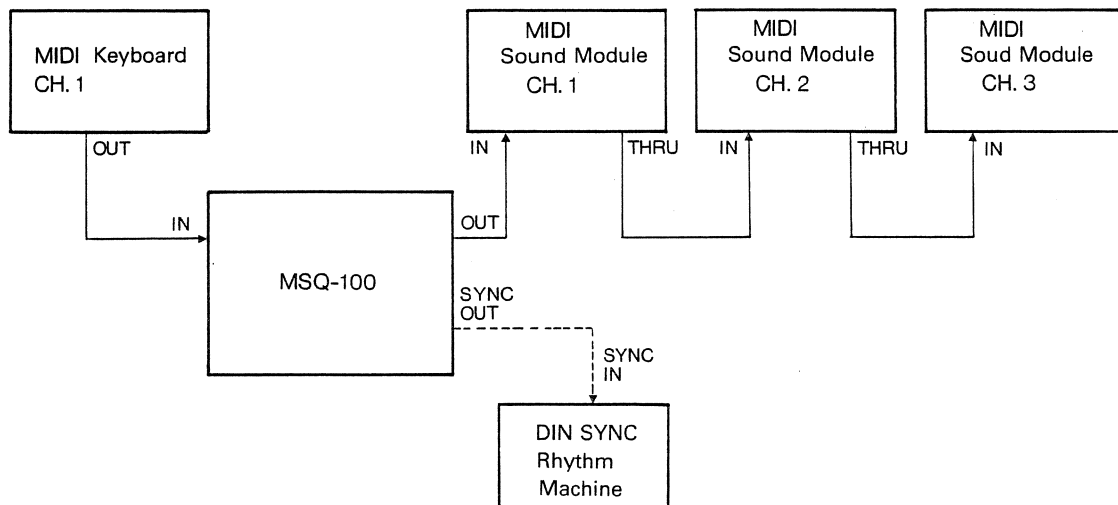 MIDI Keyboard
CH. 1
OUT
IN
MSQ-100
OUT
SYNC
OUT
SYNC
IN
DIN SYNC
Rhythm
Machine
MIDI
Sound Module
CH. 1
IN
THRU
MIDI
Sound Module
CH. 2
IN
THRU
MIDI
Soud Module
CH. 3
IN